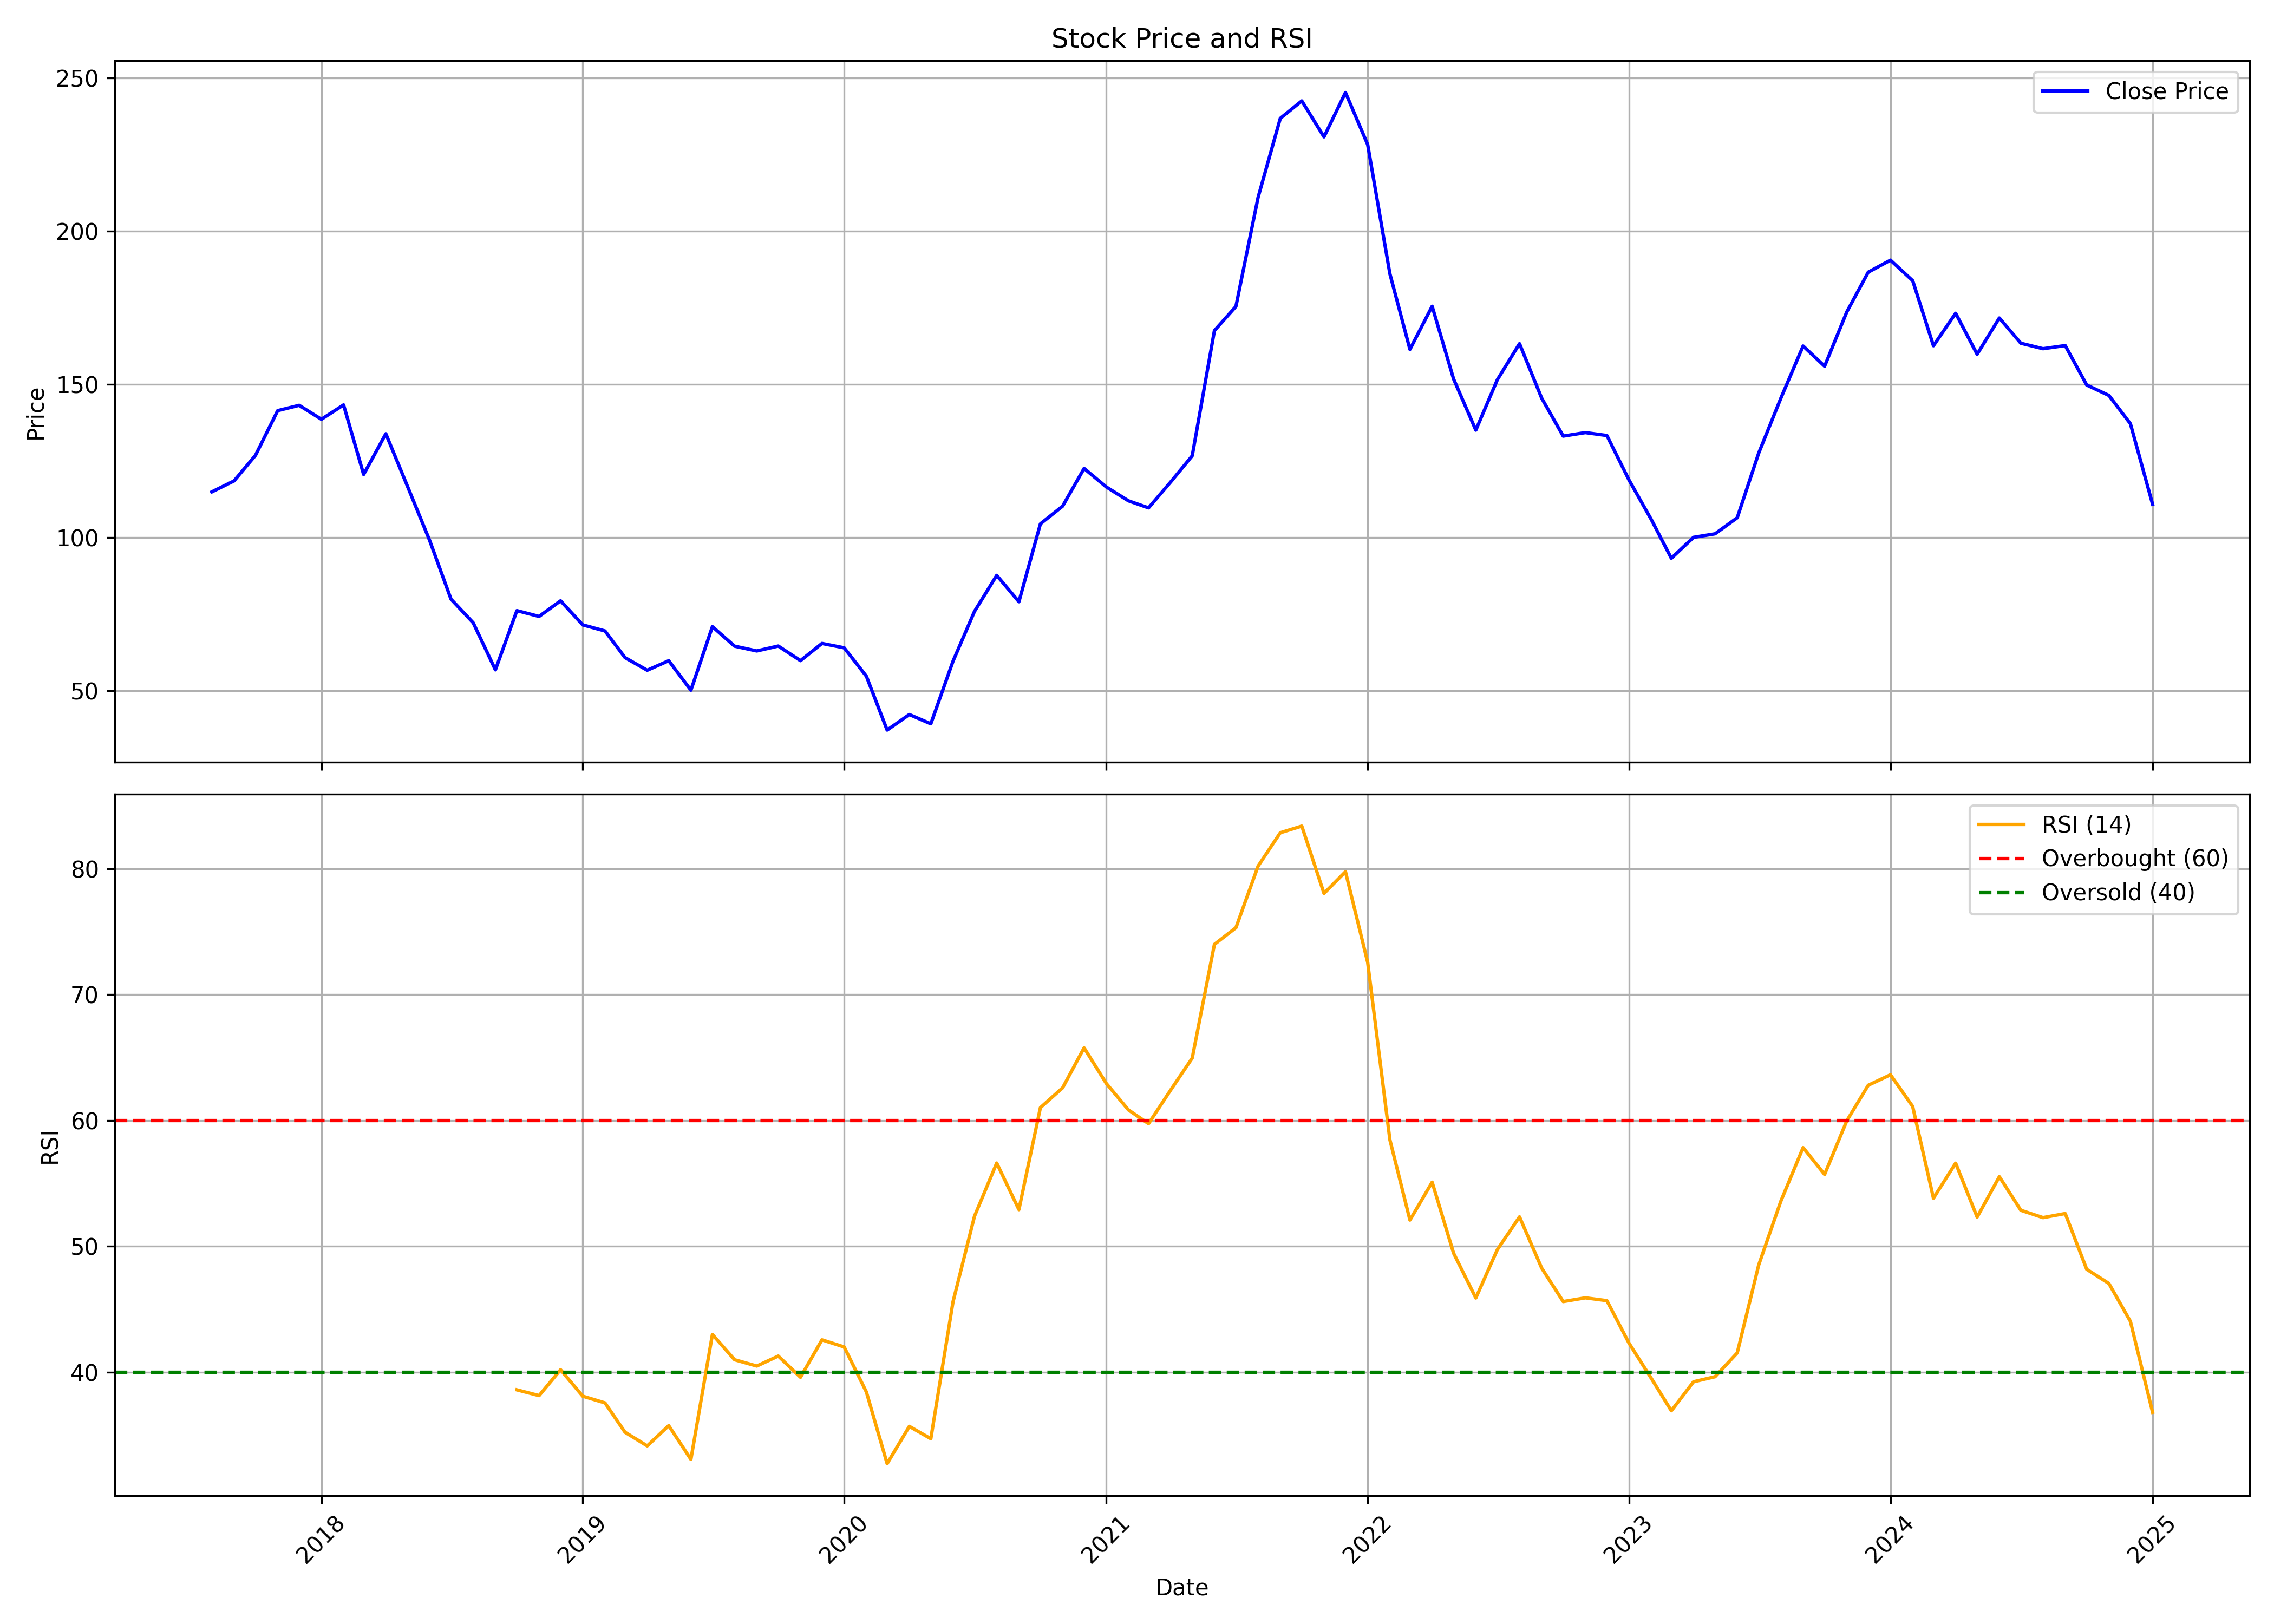 Stock Price and RSI
250
200
150
100
50
Price
Close Price
80
70
60
50
40
RSI
RSI (14)
Overbought (60)
Oversold (40)
2018
2019
2020
2021
2022
2023
2024
2025
Date